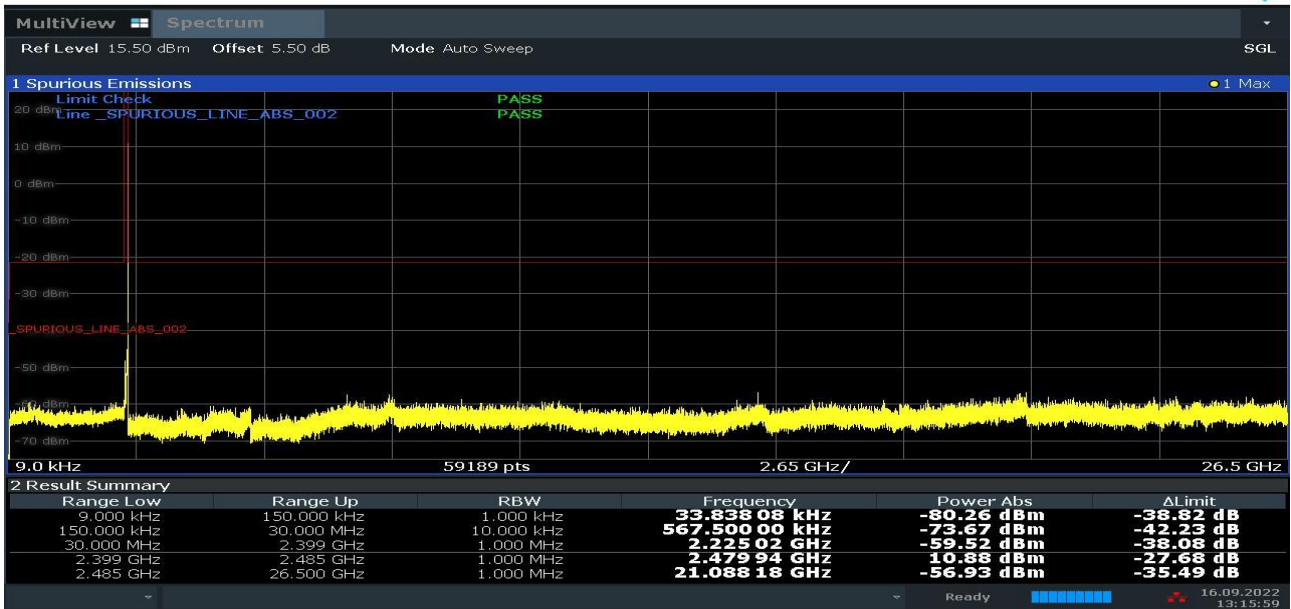 MultiView Spectrum
Ref Level 15.50 dBm Offset 5.50 dB Mode Auto Sweep SGL
1 Spurious Emissions 1 Max
Limit Check PASS
20 dBm Line _SPURIOUS_LINE_ABS_002 PASS
10 dBm
0 dBm
-10 dBm
-20 dBm
-30 dBm
_SPURIOUS_LINE_ABS_002
-50 dBm
-60 dBm
-70 dBm
9.0 kHz 59189 pts 2.65 GHz/ 26.5 GHz
2 Result Summary
Range Low Range Up RBW Frequency Power Abs ΔLimit
9.000 kHz 150.000 kHz 1.000 kHz 33.838 08 kHz -80.26 dBm -38.82 dB
150.000 kHz 30.000 MHz 10.000 kHz 567.500 00 kHz -73.67 dBm -42.23 dB
30.000 MHz 2.399 GHz 1.000 MHz 2.225 02 GHz -59.52 dBm -38.08 dB
2.399 GHz 2.485 GHz 1.000 MHz 2.479 94 GHz 10.88 dBm -27.68 dB
2.485 GHz 26.500 GHz 1.000 MHz 21.088 18 GHz -56.93 dBm -35.49 dB
Ready 16.09.2022
13:15:59